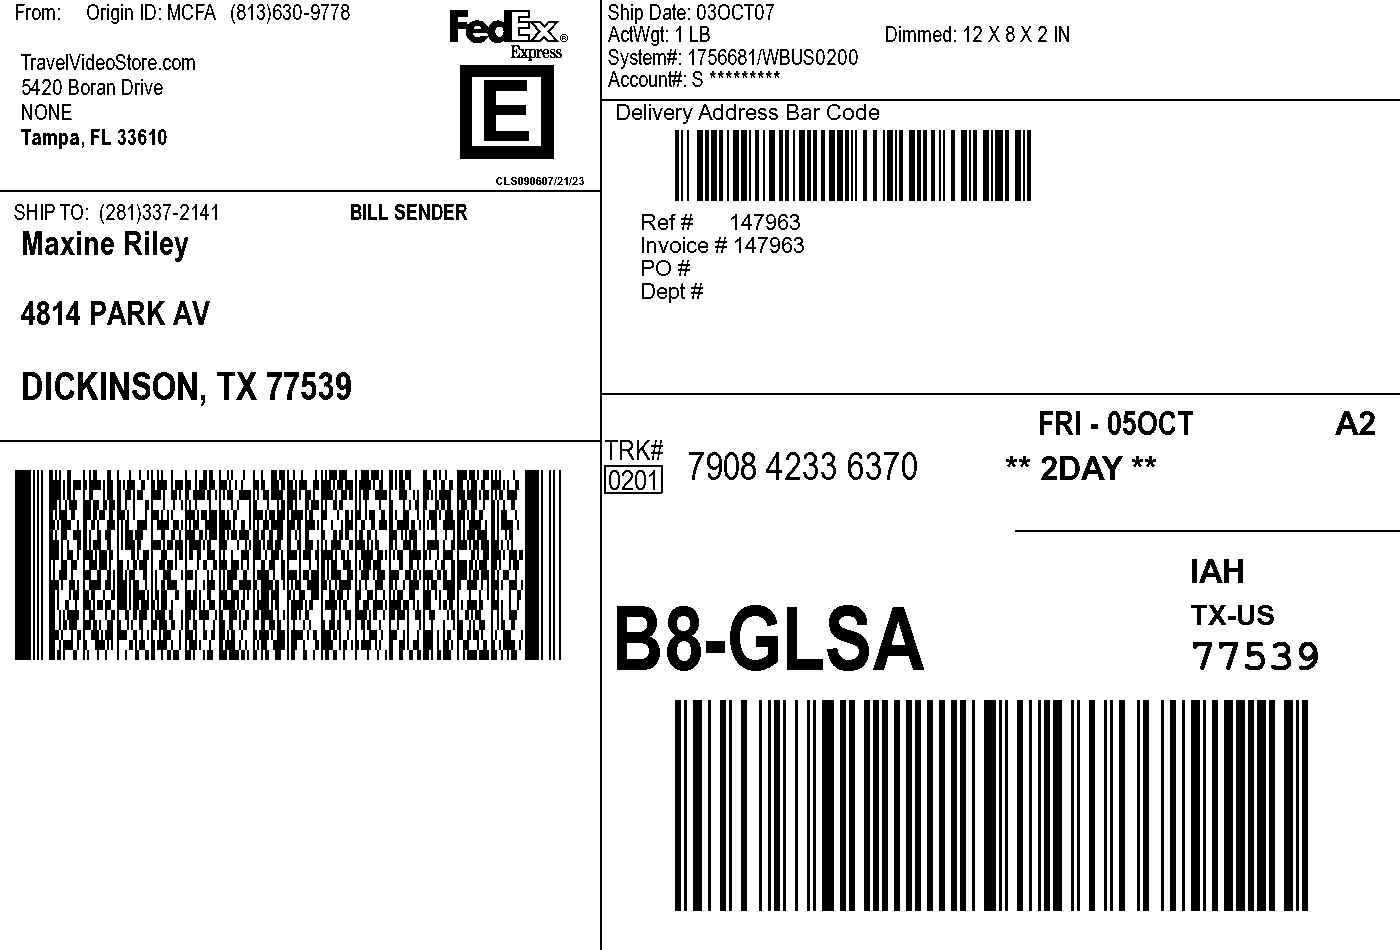 From: Origin ID: MCFA (813)630-9778
TravelVideoStore.com
5420 Boran Drive
NONE
Tampa, FL 33610
FedEx®
Express
E
CLS090607/21/23
Ship Date: 03OCT07
ActWgt: 1 LB Dimmed: 12 X 8 X 2 IN
System#: 1756681/WBUS0200
Account#: S *********
Delivery Address Bar Code
Ref # 147963
Invoice # 147963
PO #
Dept #
SHIP TO: (281)337-2141 BILL SENDER
Maxine Riley
4814 PARK AV
DICKINSON, TX 77539
FRI - 05OCT A2
TRK# 7908 4233 6370 ** 2DAY **
0201
IAH
B8-GLSA TX-US
77539